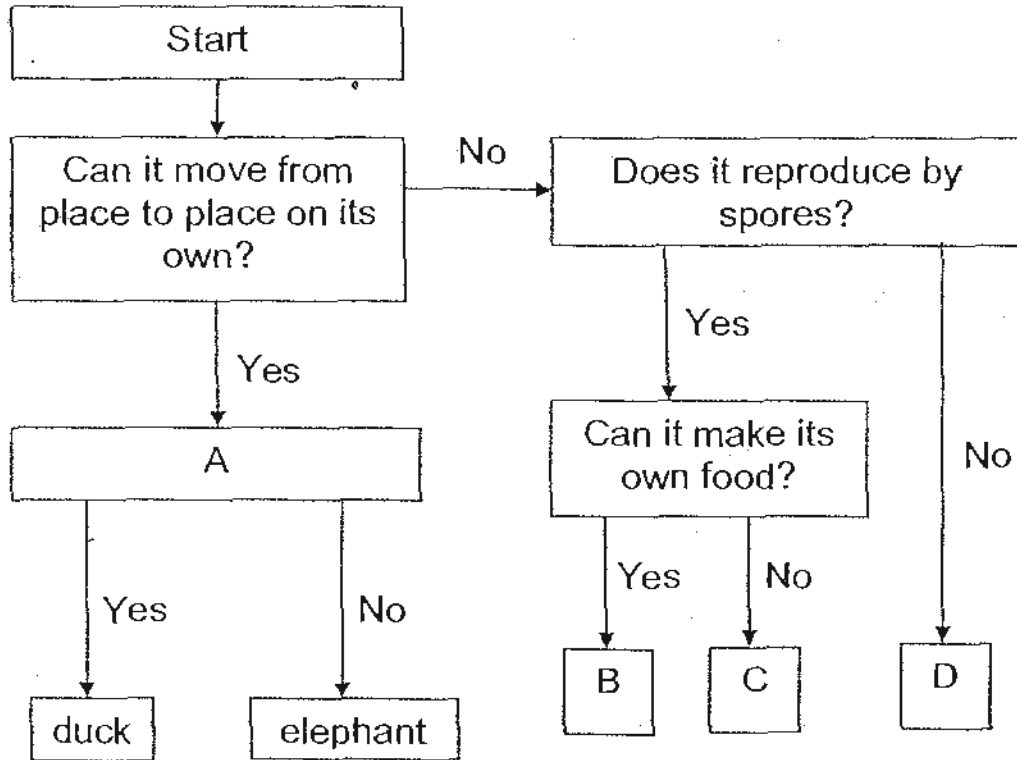 Start
Can it move from
place to place on its
own?
No
Does it reproduce by
spores?
Yes
Yes
A
Can it make its
own food?
No
Yes
No
Yes
No
B
C
D
duck
elephant